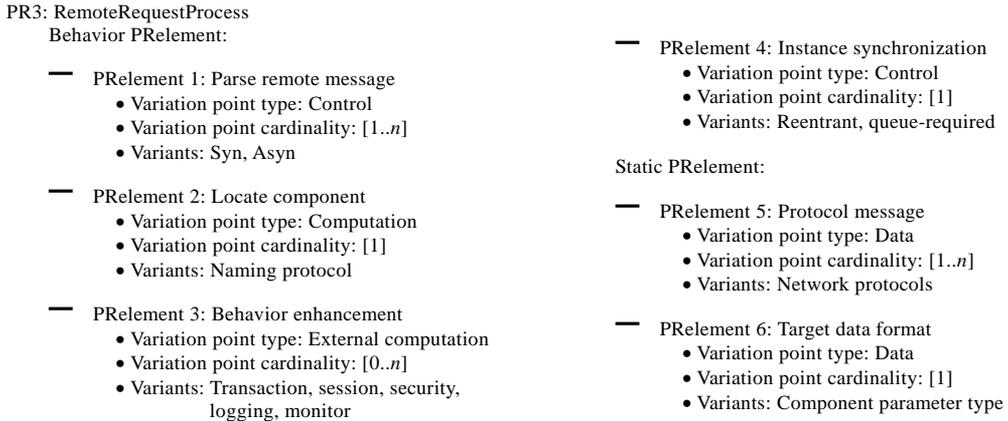 PR3: RemoteRequestProcess
Behavior PRelement:
— PRelement 1: Parse remote message
• Variation point type: Control
• Variation point cardinality: [1..n]
• Variants: Syn, Asyn
— PRelement 2: Locate component
• Variation point type: Computation
• Variation point cardinality: [1]
• Variants: Naming protocol
— PRelement 3: Behavior enhancement
• Variation point type: External computation
• Variation point cardinality: [0..n]
• Variants: Transaction, session, security,
logging, monitor
— PRelement 4: Instance synchronization
• Variation point type: Control
• Variation point cardinality: [1]
• Variants: Reentrant, queue-required
Static PRelement:
— PRelement 5: Protocol message
• Variation point type: Data
• Variation point cardinality: [1..n]
• Variants: Network protocols
— PRelement 6: Target data format
• Variation point type: Data
• Variation point cardinality: [1]
• Variants: Component parameter type